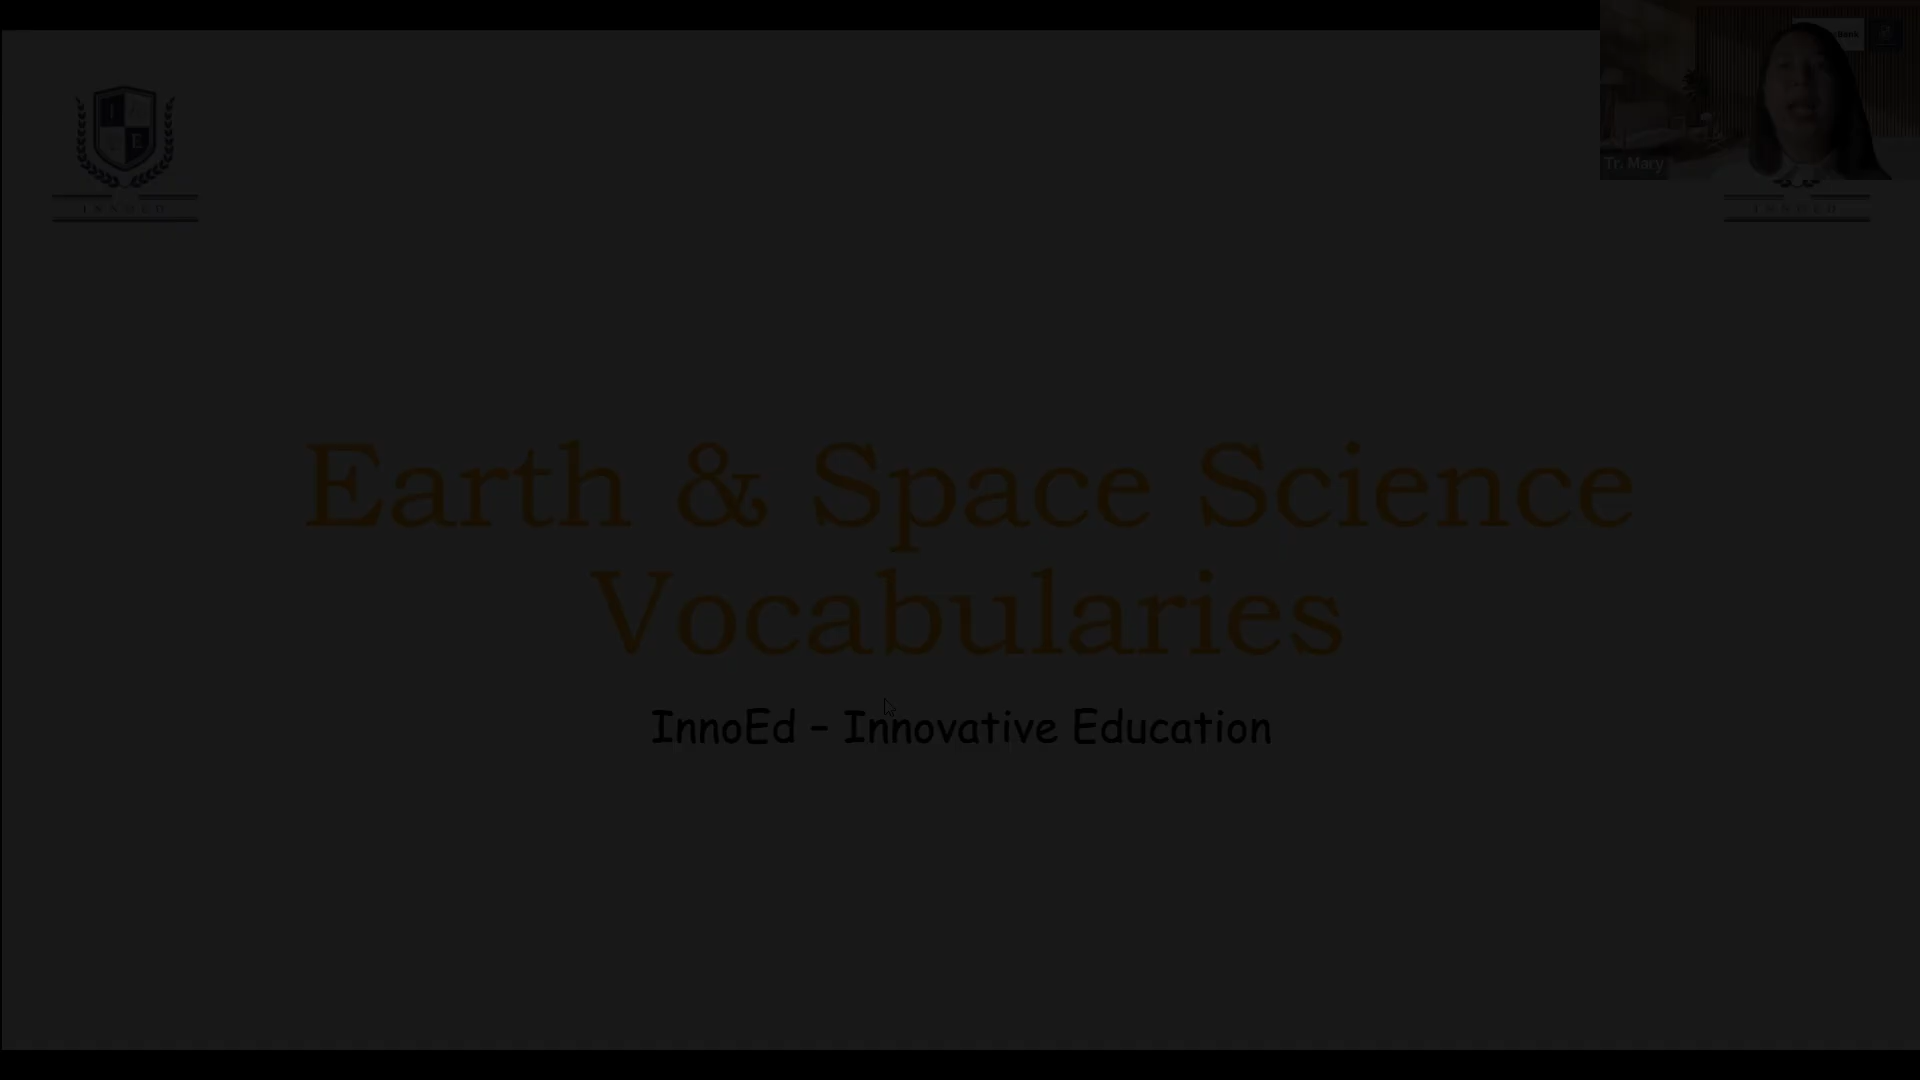 Tr. Mary
I N N O E D
I N N O E D
Earth & Space Science
Vocabularies
InnoEd – Innovative Education